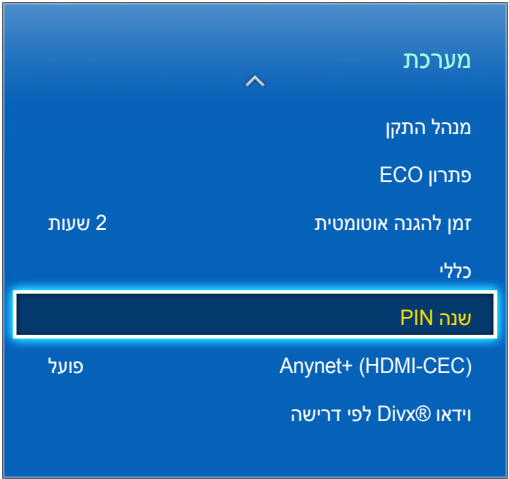 מערכת
מנהל התקן
פתרון ECO
זמן להגנה אוטומטית 2 שעות
כללי
שנה PIN
Anynet+ (HDMI-CEC) פועל
וידאו Divx® לפי דרישה